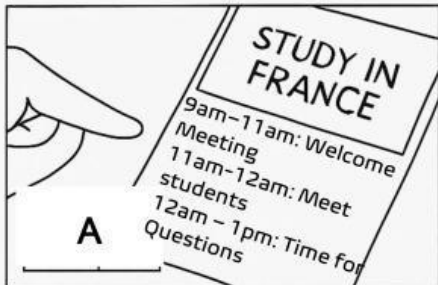 STUDY IN
FRANCE
9am–11am: Welcome
Meeting
11am-12am: Meet
students
12am – 1pm: Time for
Questions
A